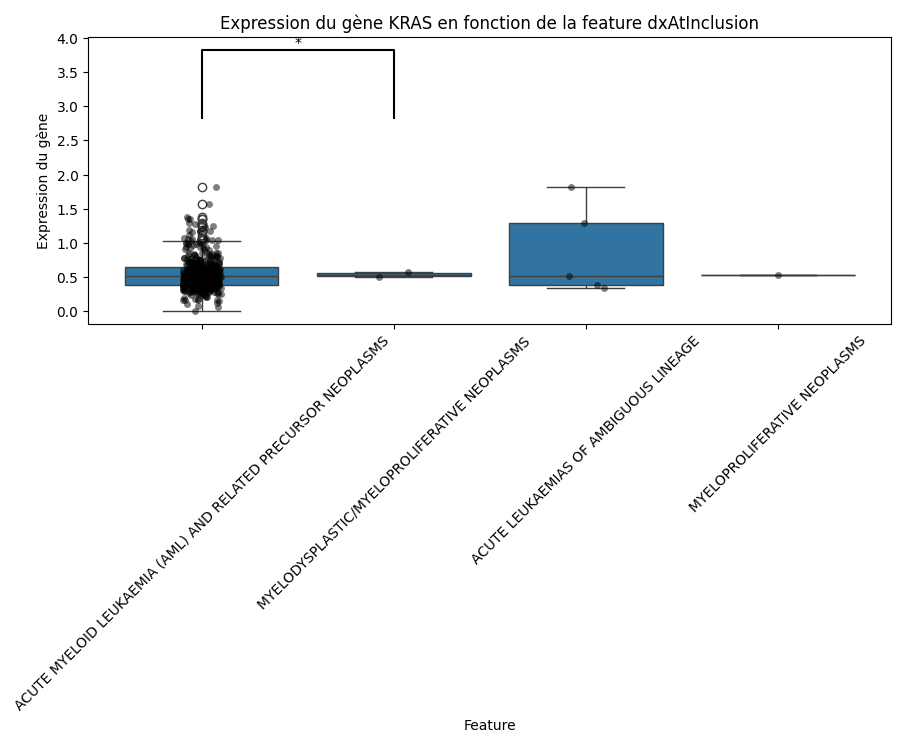 Expression du gène KRAS en fonction de la feature dxAtInclusion
*
Expression du gène
4.0
3.5
3.0
2.5
2.0
1.5
1.0
0.5
0.0
ACUTE MYELOID LEUKAEMIA (AML) AND RELATED PRECURSOR NEOPLASMS
MYELODYSPLASTIC/MYELOPROLIFERATIVE NEOPLASMS
ACUTE LEUKAEMIAS OF AMBIGUOUS LINEAGE
MYELOPROLIFERATIVE NEOPLASMS
Feature